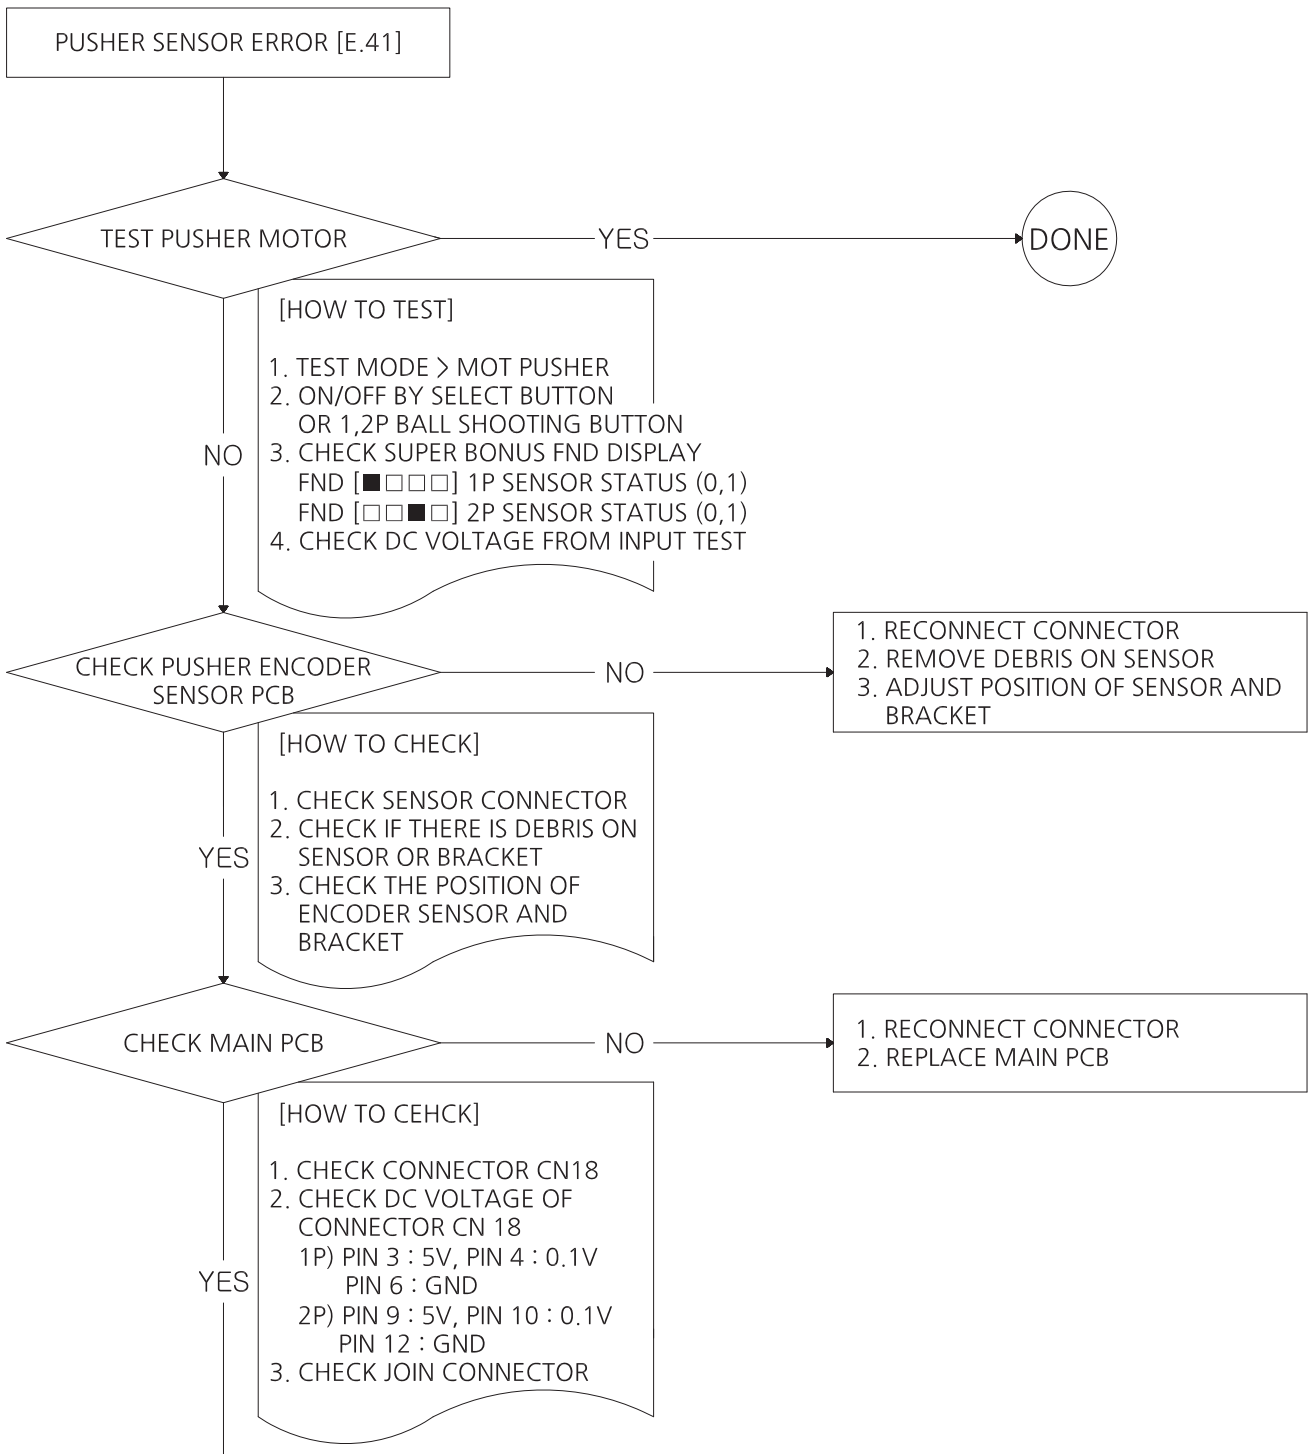 PUSHER SENSOR ERROR [E.41]
TEST PUSHER MOTOR
YES
DONE
[HOW TO TEST]
1. TEST MODE > MOT PUSHER
2. ON/OFF BY SELECT BUTTON
OR 1,2P BALL SHOOTING BUTTON
3. CHECK SUPER BONUS FND DISPLAY
FND [■□□□] 1P SENSOR STATUS (0,1)
FND [□□■□] 2P SENSOR STATUS (0,1)
4. CHECK DC VOLTAGE FROM INPUT TEST
NO
CHECK PUSHER ENCODER
SENSOR PCB
NO
1. RECONNECT CONNECTOR
2. REMOVE DEBRIS ON SENSOR
3. ADJUST POSITION OF SENSOR AND
BRACKET
[HOW TO CHECK]
1. CHECK SENSOR CONNECTOR
2. CHECK IF THERE IS DEBRIS ON
SENSOR OR BRACKET
3. CHECK THE POSITION OF
ENCODER SENSOR AND
BRACKET
YES
CHECK MAIN PCB
NO
1. RECONNECT CONNECTOR
2. REPLACE MAIN PCB
[HOW TO CEHCK]
1. CHECK CONNECTOR CN18
2. CHECK DC VOLTAGE OF
CONNECTOR CN 18
1P) PIN 3 : 5V, PIN 4 : 0.1V
PIN 6 : GND
2P) PIN 9 : 5V, PIN 10 : 0.1V
PIN 12 : GND
3. CHECK JOIN CONNECTOR
YES